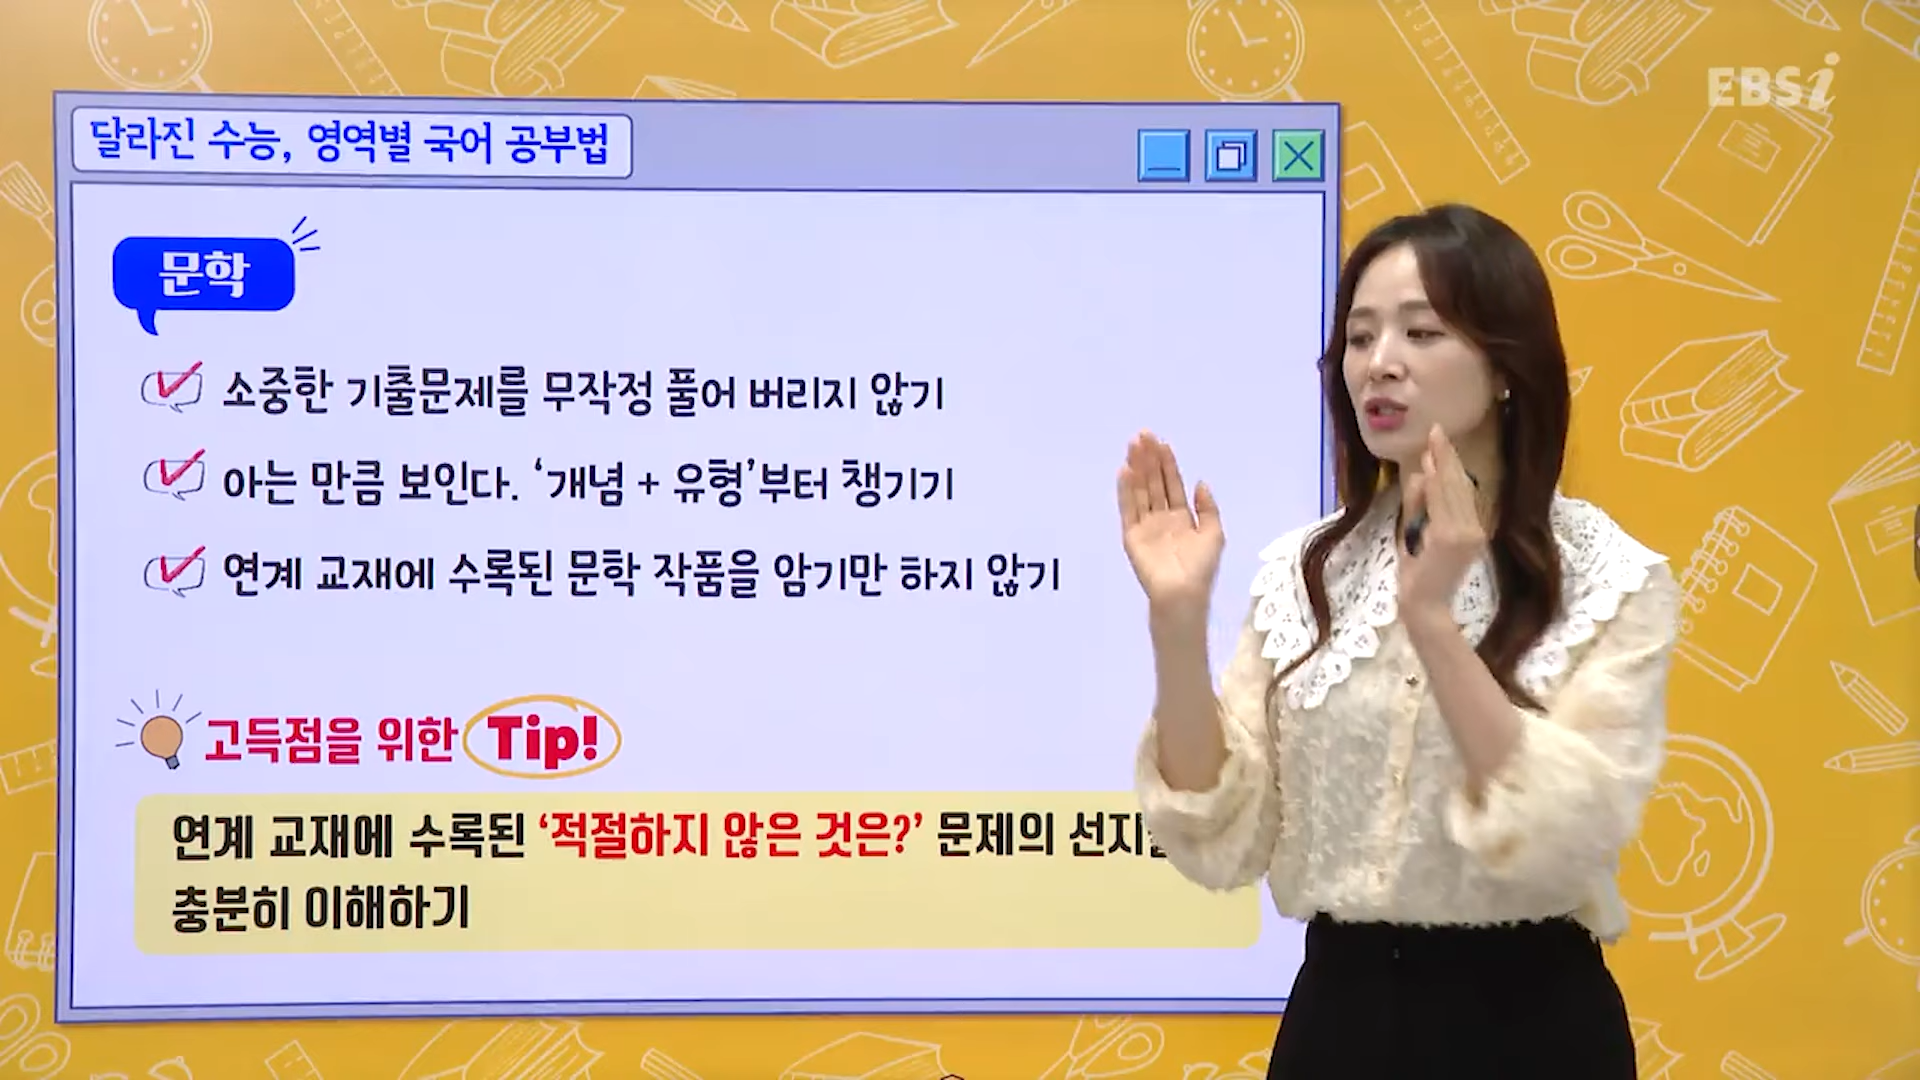 EBSi
달라진 수능, 영역별 국어 공부법
문학
소중한 기출문제를 무작정 풀어 버리지 않기
아는 만큼 보인다. ‘개념 + 유형’부터 챙기기
연계 교재에 수록된 문학 작품을 암기만 하지 않기
고득점을 위한 Tip!
연계 교재에 수록된 ‘적절하지 않은 것은?’ 문제의
충분히 이해하기